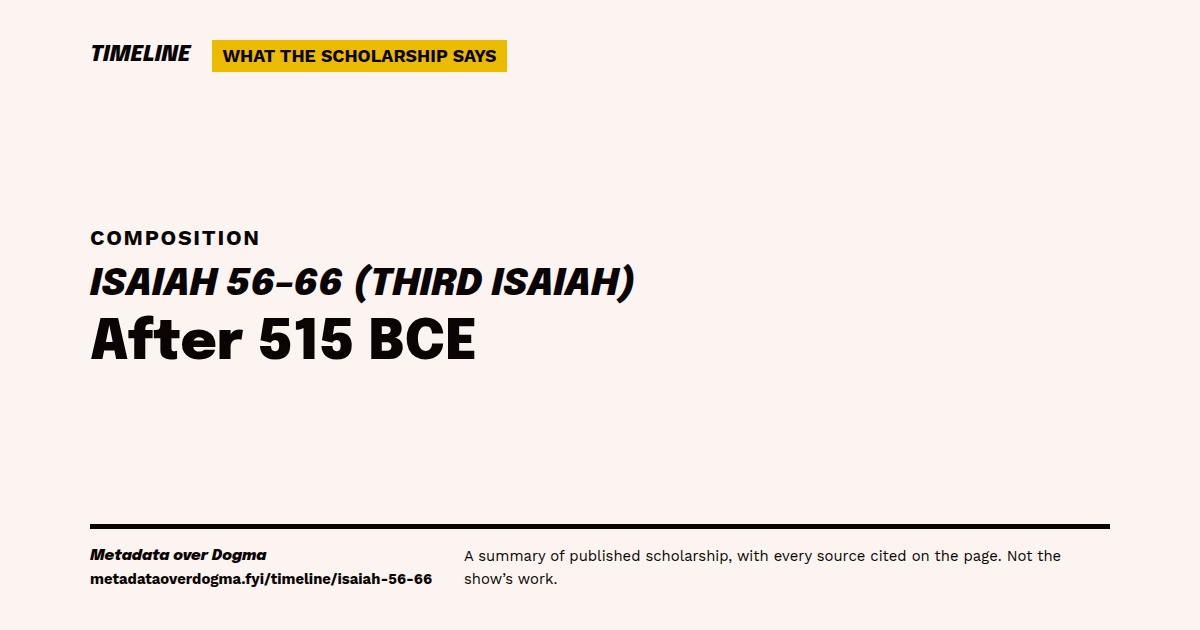 TIMELINE
WHAT THE SCHOLARSHIP SAYS
COMPOSITION
ISAIAH 56–66 (THIRD ISAIAH)
After 515 BCE
Metadata over Dogma
metadataoverdogma.fyi/timeline/isaiah-56-66
A summary of published scholarship, with every source cited on the page. Not the
show’s work.